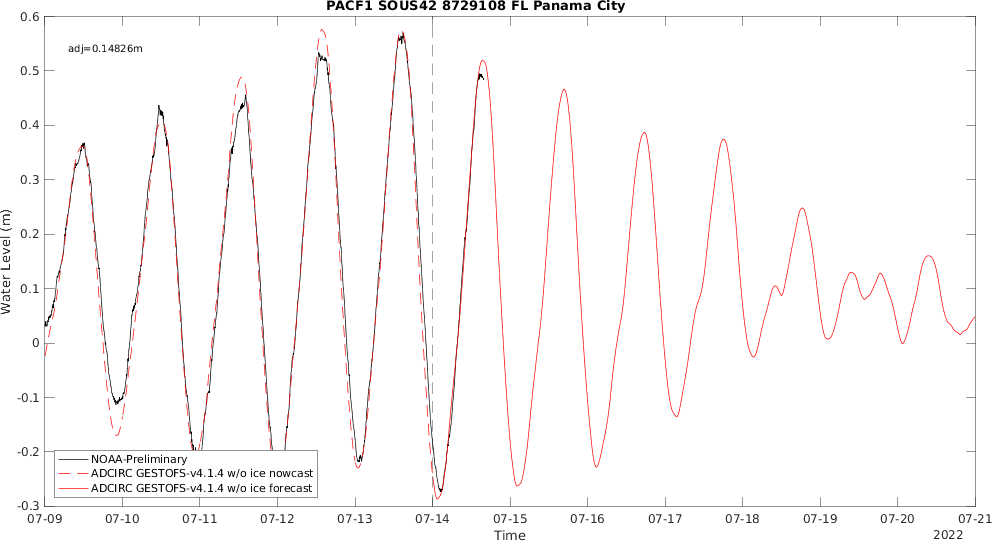 PACF1 SOUS42 8729108 FL Panama City
adj=0.14826m
Water Level (m)
0.6
0.5
0.4
0.3
0.2
0.1
0
-0.1
-0.2
-0.3
NOAA-Preliminary
ADCIRC GESTOFS-v4.1.4 w/o ice nowcast
ADCIRC GESTOFS-v4.1.4 w/o ice forecast
07-09 07-10 07-11 07-12 07-13 07-14 07-15 07-16 07-17 07-18 07-19 07-20 07-21
Time
2022